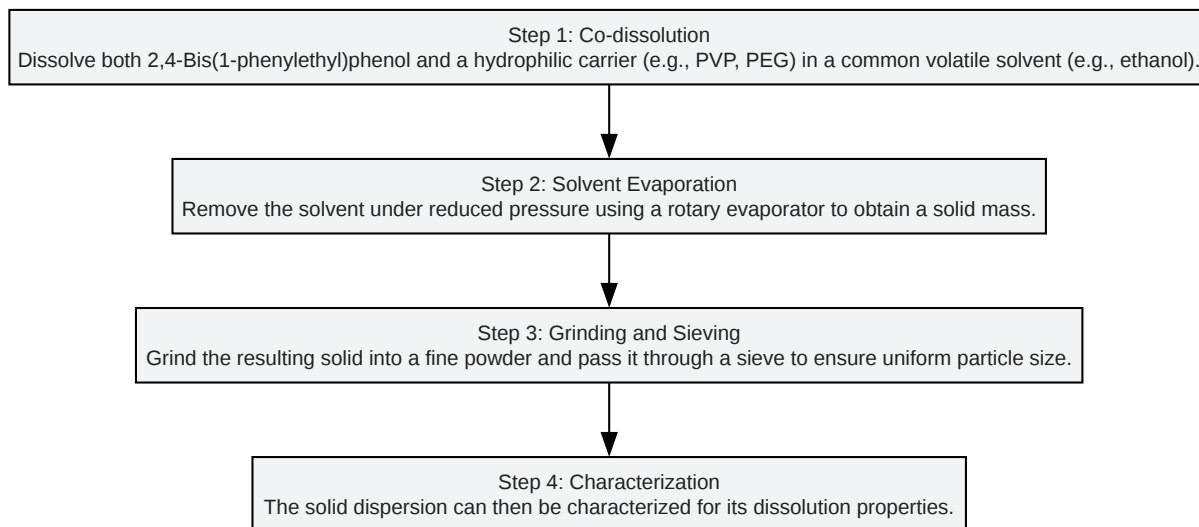 Step 1: Co-dissolution
Dissolve both 2,4-Bis(1-phenylethyl)phenol and a hydrophilic carrier (e.g., PVP, PEG) in a common volatile solvent (e.g., ethanol).
Step 2: Solvent Evaporation
Remove the solvent under reduced pressure using a rotary evaporator to obtain a solid mass.
Step 3: Grinding and Sieving
Grind the resulting solid into a fine powder and pass it through a sieve to ensure uniform particle size.
Step 4: Characterization
The solid dispersion can then be characterized for its dissolution properties.